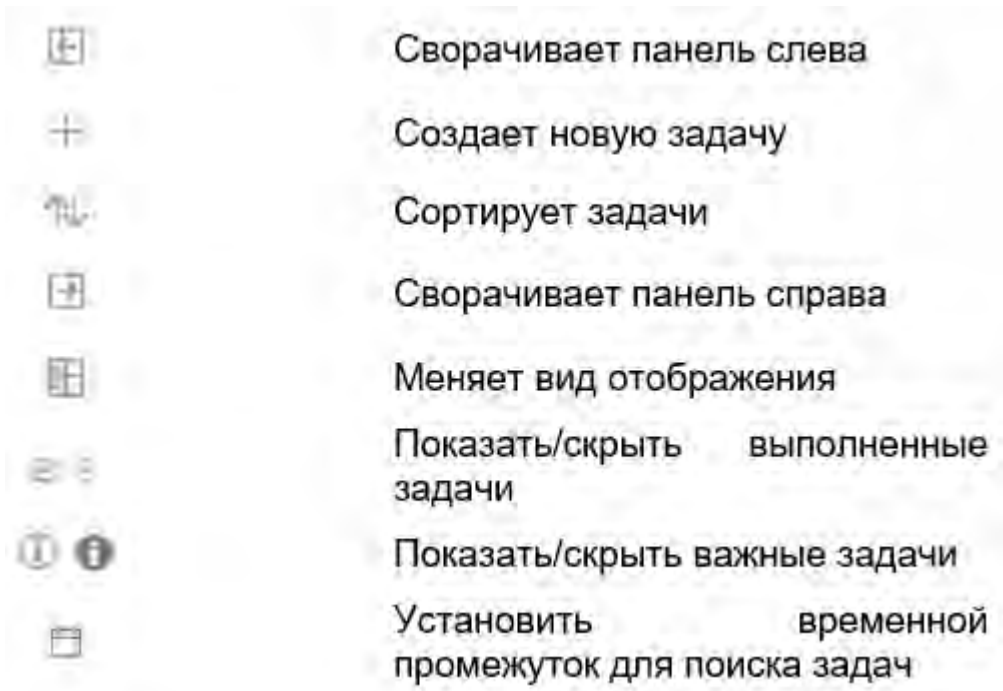 Сворачивает панель слева
Создает новую задачу
Сортирует задачи
Сворачивает панель справа
Меняет вид отображения
Показать/скрыть выполненные
задачи
Показать/скрыть важные задачи
Установить временной
промежуток для поиска задач